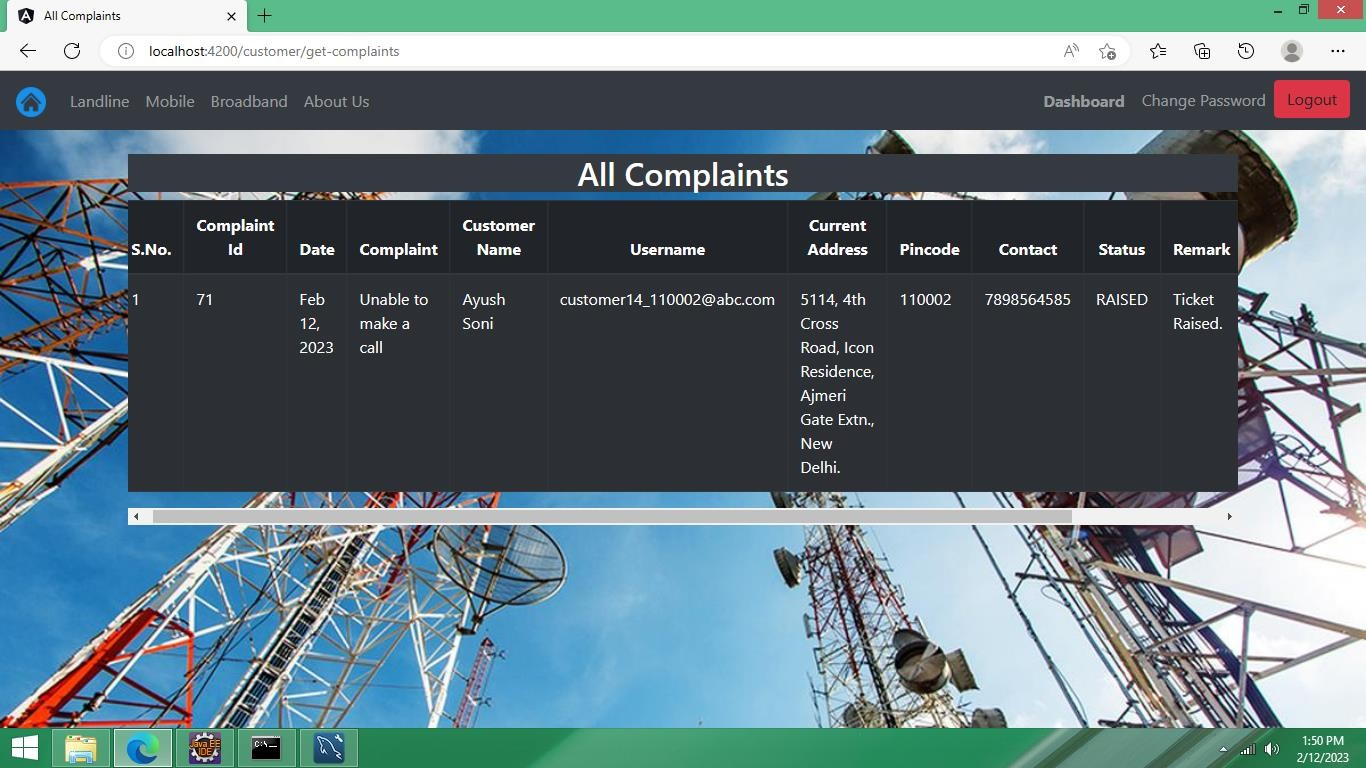 All Complaints
localhost:4200/customer/get-complaints
Landline Mobile Broadband About Us Dashboard Change Password Logout
All Complaints
S.No. Complaint Id Date Complaint Customer Name Username Current Address Pincode Contact Status Remark
1 71 Feb 12, 2023 Unable to make a call Ayush Soni customer14_110002@abc.com 5114, 4th Cross Road, Icon Residence, Ajmeri Gate Extn., New Delhi. 110002 7898564585 RAISED Ticket Raised.
Java EE
IDE
C:\._
1:50 PM
2/12/2023